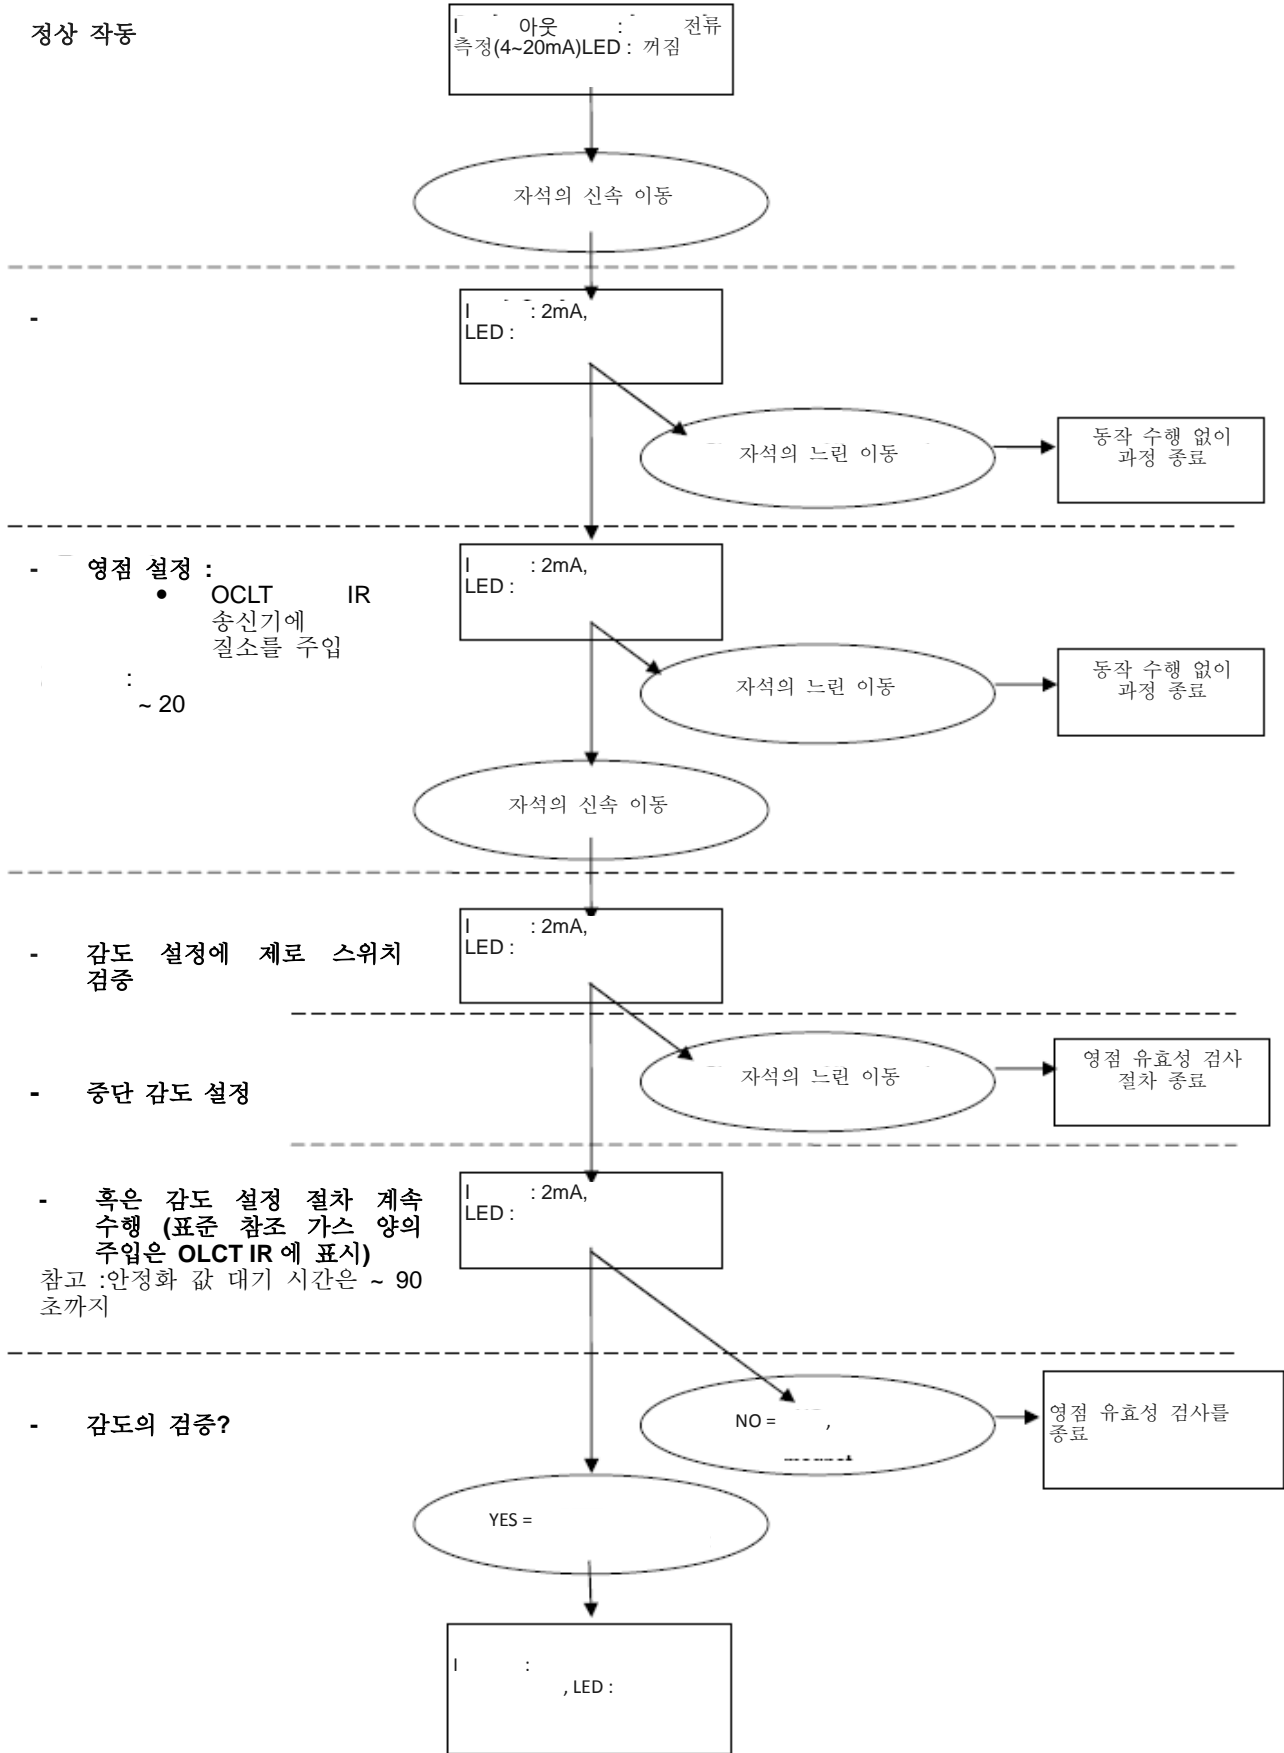 정상 작동
I 아웃 : 전류
측정(4~20mA)LED : 꺼짐
자석의 신속 이동
-
I : 2mA,
LED :
자석의 느린 이동
동작 수행 없이
과정 종료
- 영점 설정 :
• OCLT IR
송신기에
질소를 주입
:
~ 20
I : 2mA,
LED :
자석의 느린 이동
동작 수행 없이
과정 종료
자석의 신속 이동
- 감도 설정에 제로 스위치
검증
I : 2mA,
LED :
- 중단 감도 설정
자석의 느린 이동
영점 유효성 검사
절차 종료
- 혹은 감도 설정 절차 계속
수행 (표준 참조 가스 양의
주입은 OLCT IR 에 표시)
참고 :안정화 값 대기 시간은 ~ 90
초까지
I : 2mA,
LED :
- 감도의 검증?
NO = ,
영점 유효성 검사를
종료
YES =
I :
, LED :